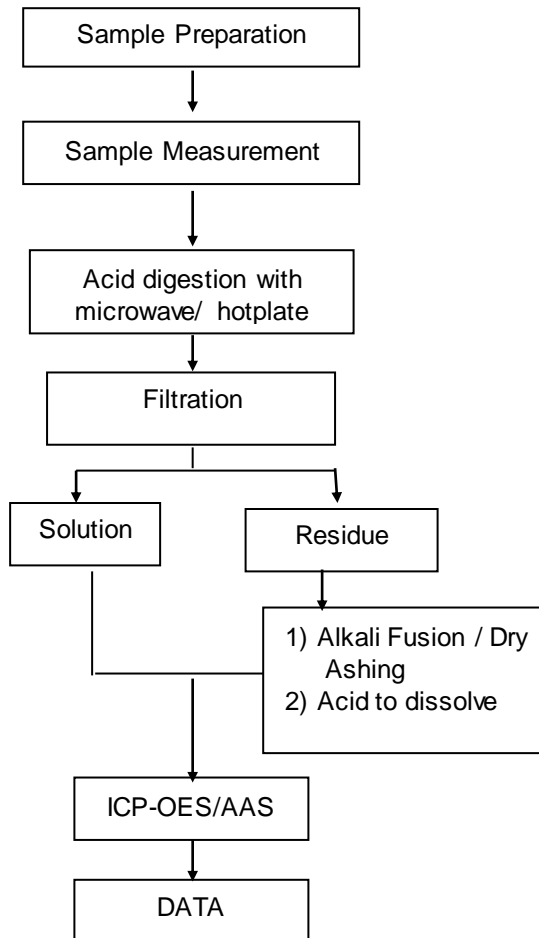 Sample Preparation
Sample Measurement
Acid digestion with
microwave/ hotplate
Filtration
Solution
Residue
1) Alkali Fusion / Dry
Ashing
2) Acid to dissolve
ICP-OES/AAS
DATA